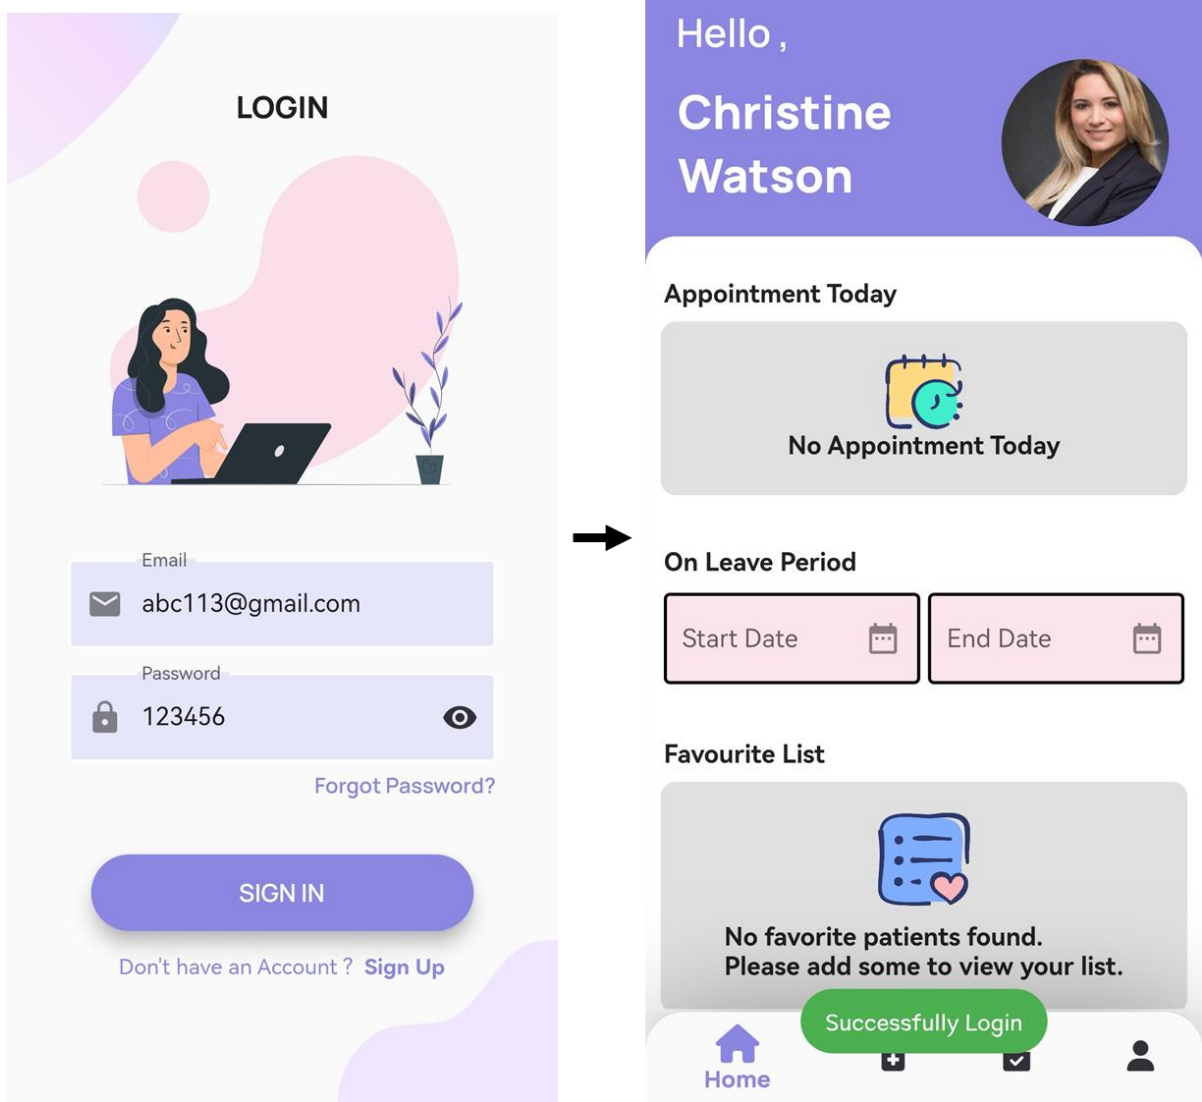 LOGIN
Email
abc113@gmail.com
Password
123456
Forgot Password?
SIGN IN
Don't have an Account ? Sign Up
Hello ,
Christine
Watson
Appointment Today
No Appointment Today
On Leave Period
Start Date
End Date
Favourite List
No favorite patients found.
Please add some to view your list.
Successfully Login
Home